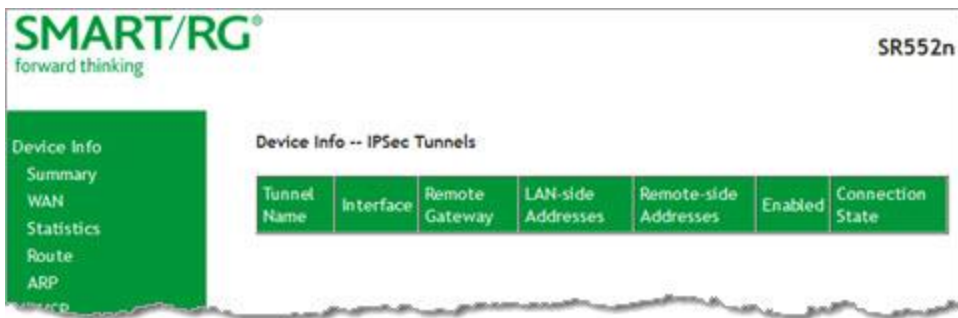 SMART/RG®
forward thinking
SR552n
Device Info
Summary
WAN
Statistics
Route
ARP
Device Info -- IPSec Tunnels
Tunnel Name
Interface
Remote Gateway
LAN-side Addresses
Remote-side Addresses
Enabled
Connection State